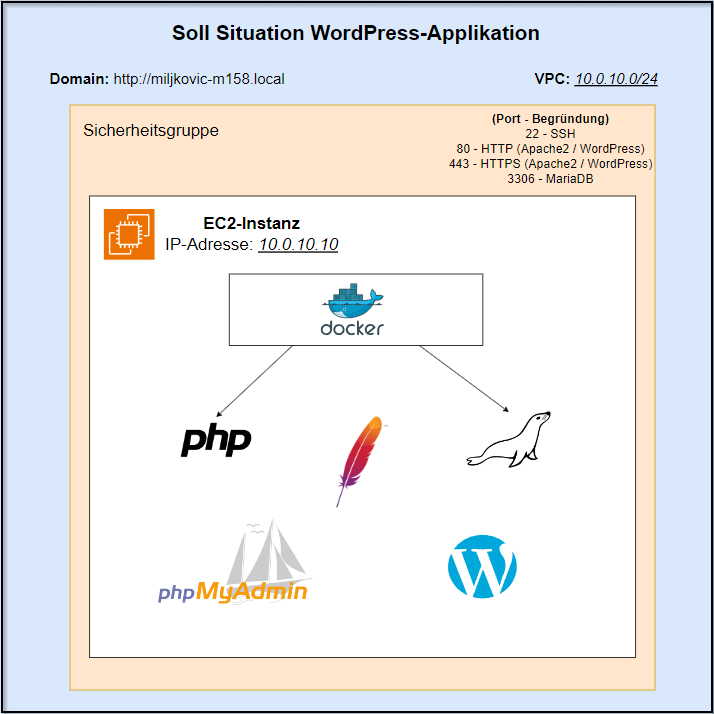 Soll Situation WordPress-Applikation
Domain: http://miljkovic-m158.local
VPC: 10.0.10.0/24
Sicherheitsgruppe
(Port - Begründung)
22 - SSH
80 - HTTP (Apache2 / WordPress)
443 - HTTPS (Apache2 / WordPress)
3306 - MariaDB
EC2-Instanz
IP-Adresse: 10.0.10.10
docker
php
phpMyAdmin
W